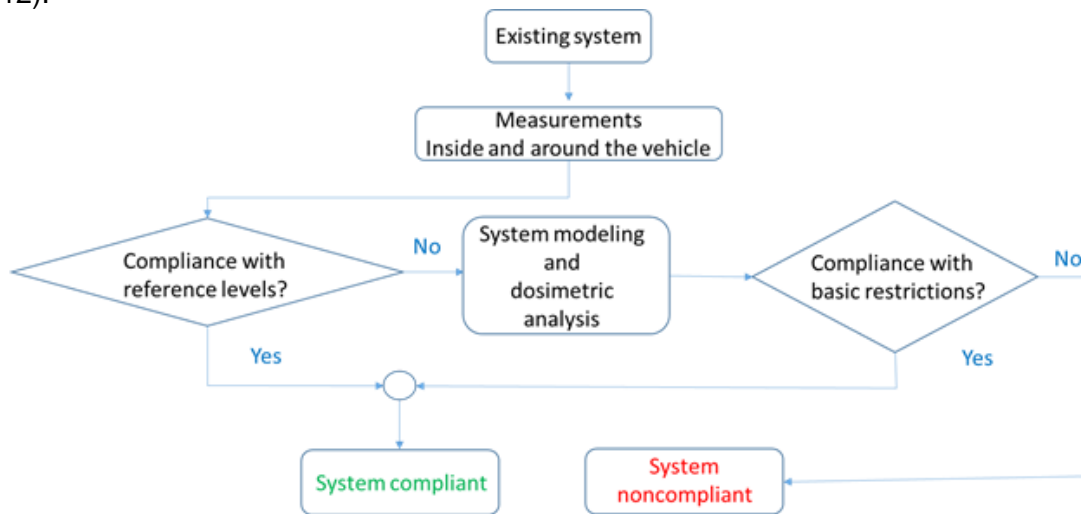 12).
Existing system
Measurements
Inside and around the vehicle
Compliance with
reference levels?
No
System modeling
and
dosimetric
analysis
Compliance with
basic restrictions?
No
Yes
Yes
System compliant
System
noncompliant